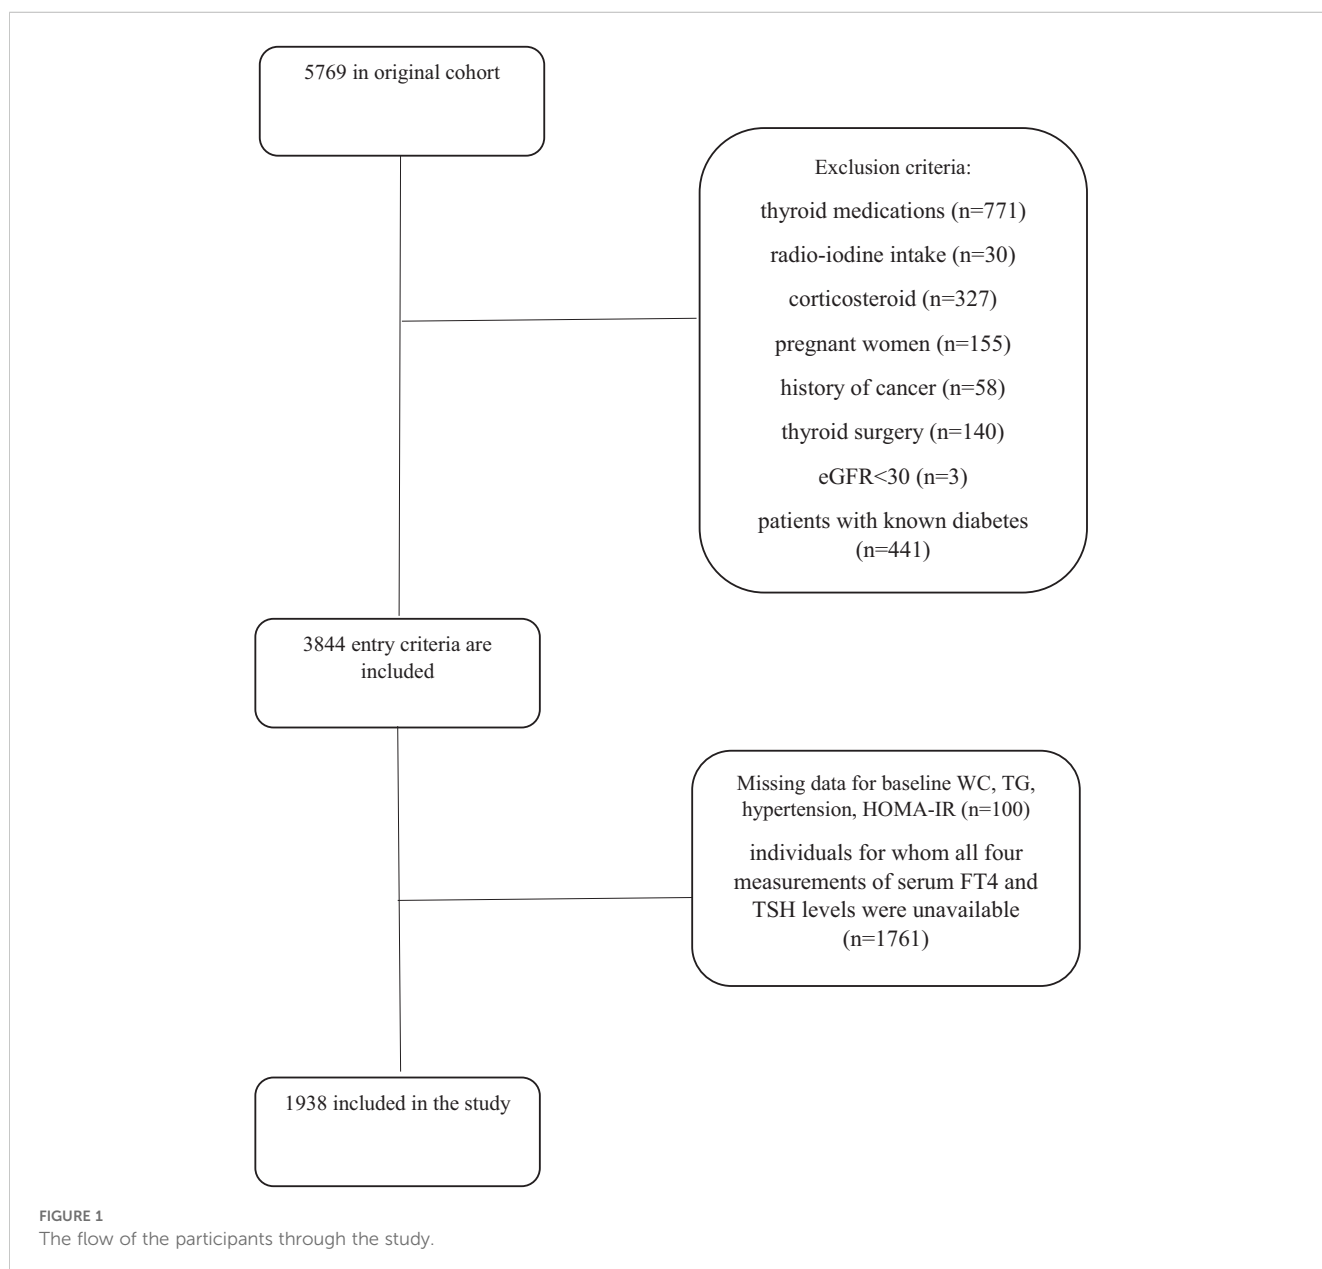 5769 in original cohort
Exclusion criteria:
thyroid medications (n=771)
radio-iodine intake (n=30)
corticosteroid (n=327)
pregnant women (n=155)
history of cancer (n=58)
thyroid surgery (n=140)
eGFR<30 (n=3)
patients with known diabetes
(n=441)
3844 entry criteria are
included
Missing data for baseline WC, TG,
hypertension, HOMA-IR (n=100)
individuals for whom all four
measurements of serum FT4 and
TSH levels were unavailable
(n=1761)
1938 included in the study
FIGURE 1
The flow of the participants through the study.